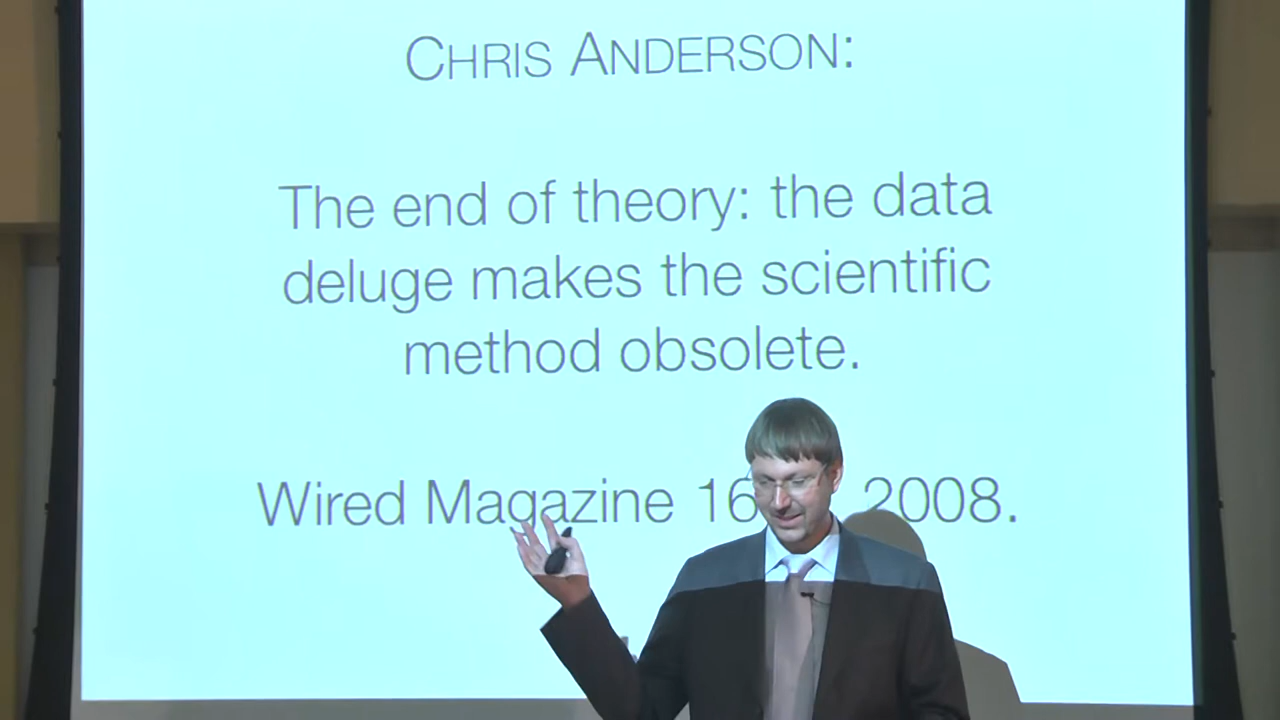 CHRIS ANDERSON:
The end of theory: the data
deluge makes the scientific
method obsolete.
Wired Magazine 16 2008.